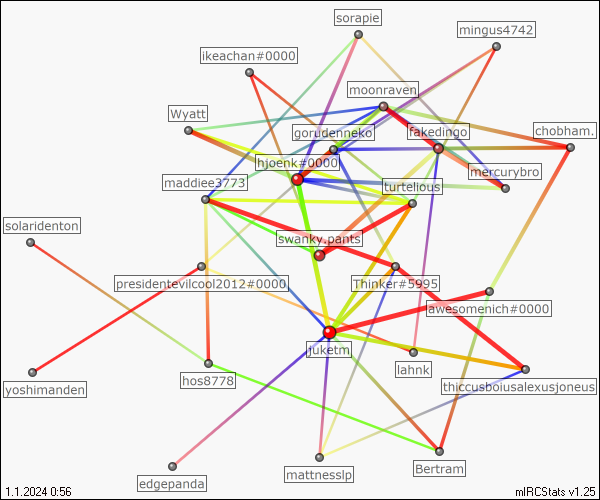 sorapie
mingus4742
ikeachan#0000
moonraven
Wyatt
gorudenneko
fakedingo
chobham.
hjoenk#0000
mercurybro
maddiee3773
turtelious
solaridenton
swanky.pants
presidentevilcool2012#0000
Thinker#5995
awesomenich#0000
juketm
lahnk
yoshimanden
hos8778
thiccusboiusalexusjoneus
edgepanda
mattnesslp
Bertram
1.1.2024 0:56
mIRCStats v1.25